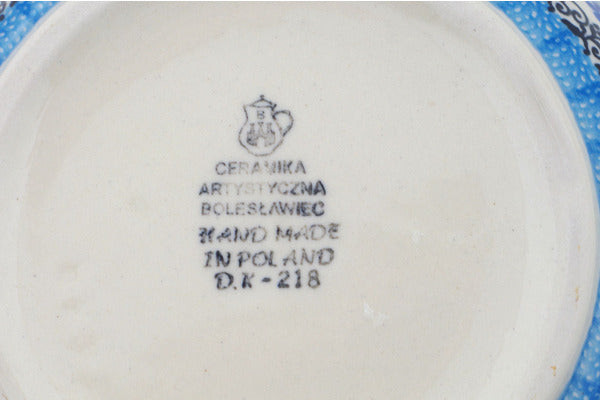 B
CERAMIKA
ARTYSTYCZNA
BOLESŁAWIEC
HAND MADE
IN POLAND
D.K-218